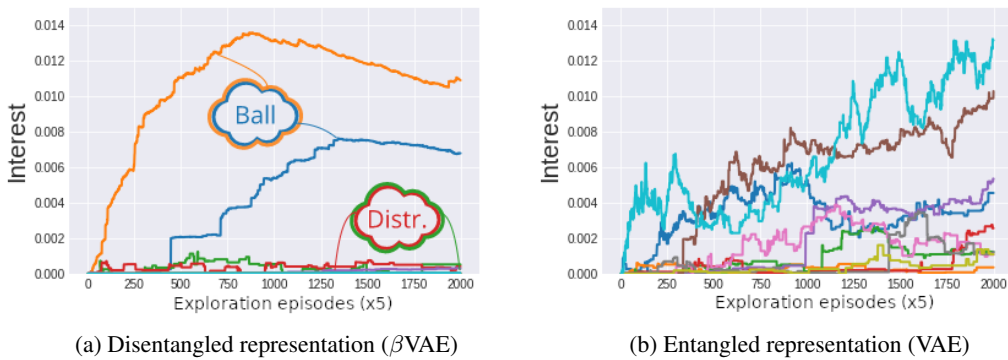 0.014
0.012
0.010
0.008
0.006
0.004
0.002
0.000
Interest
Ball
Distr.
0 250 500 750 1000 1250 1500 1750 2000
Exploration episodes (x5)
(a) Disentangled representation (βVAE)
0.014
0.012
0.010
0.008
0.006
0.004
0.002
0.000
Interest
0 250 500 750 1000 1250 1500 1750 2000
Exploration episodes (x5)
(b) Entangled representation (VAE)